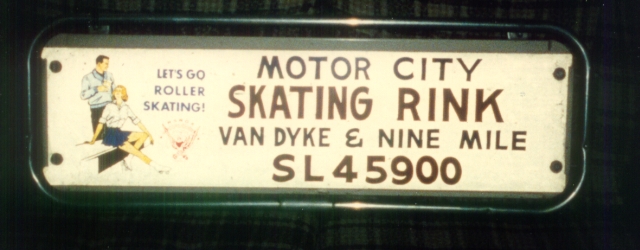 LET'S GO
ROLLER
SKATING!
MOTOR CITY
SKATING RINK
VAN DYKE & NINE MILE
SL45900